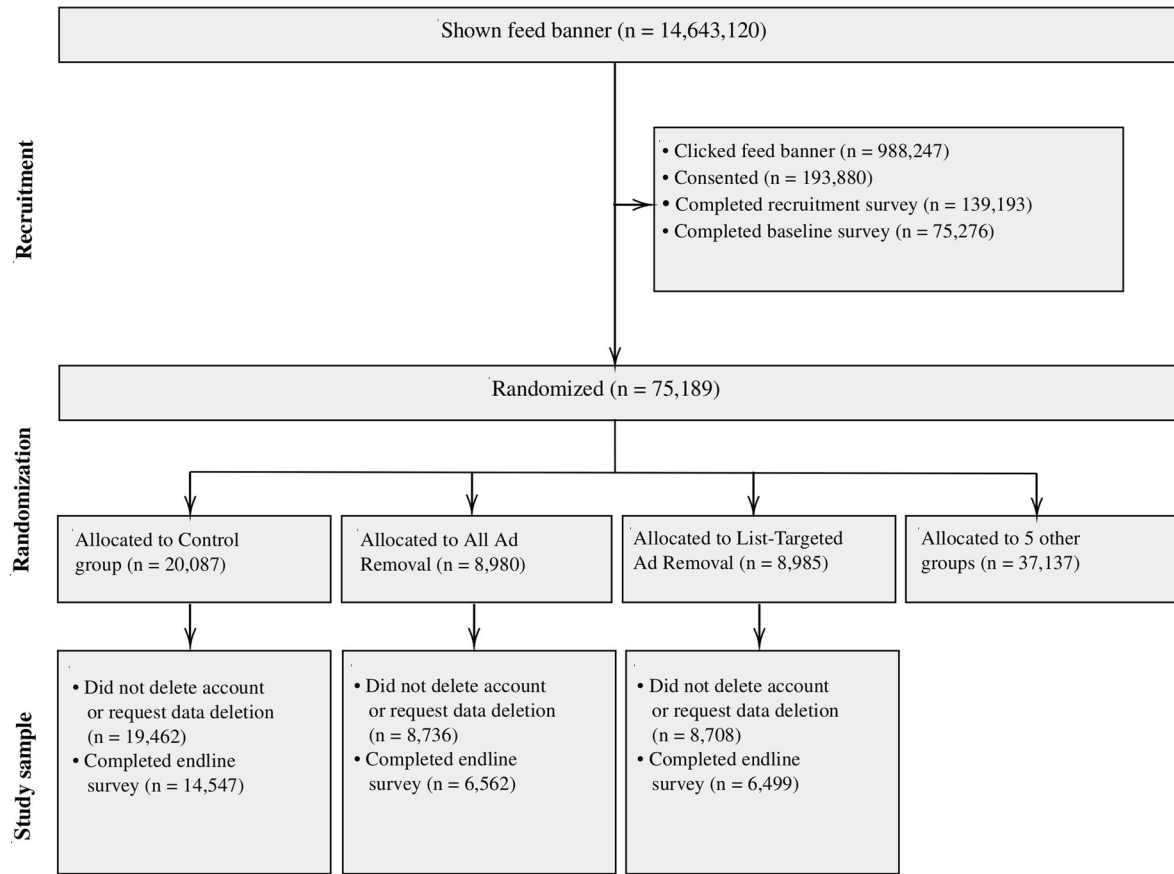 Shown feed banner (n = 14,643,120)
Recruitment
• Clicked feed banner (n = 988,247)
• Consented (n = 193,880)
• Completed recruitment survey (n = 139,193)
• Completed baseline survey (n = 75,276)
Randomized (n = 75,189)
Randomization
Allocated to Control
group (n = 20,087)
Allocated to All Ad
Removal (n = 8,980)
Allocated to List-Targeted
Ad Removal (n = 8,985)
Allocated to 5 other
groups (n = 37,137)
Study sample
• Did not delete account
or request data deletion
(n = 19,462)
• Completed endline
survey (n = 14,547)
• Did not delete account
or request data deletion
(n = 8,736)
• Completed endline
survey (n = 6,562)
• Did not delete account
or request data deletion
(n = 8,708)
• Completed endline
survey (n = 6,499)